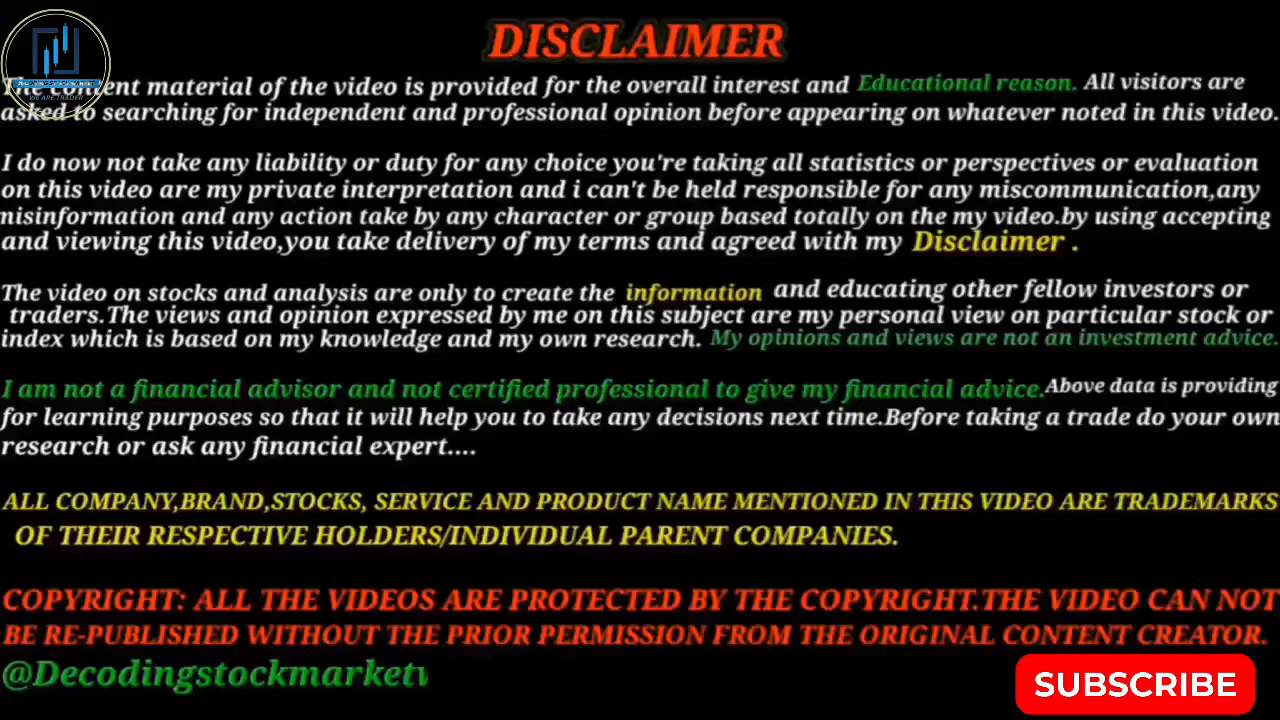 DISCLAIMER
The content material of the video is provided for the overall interest and Educational reason. All visitors are
asked to searching for independent and professional opinion before appearing on whatever noted in this video.
I do now not take any liability or duty for any choice you're taking all statistics or perspectives or evaluation
on this video are my private interpretation and i can't be held responsible for any miscommunication,any
misinformation and any action take by any character or group based totally on the my video.by using accepting
and viewing this video,you take delivery of my terms and agreed with my Disclaimer .
The video on stocks and analysis are only to create the information and educating other fellow investors or
traders.The views and opinion expressed by me on this subject are my personal view on particular stock or
index which is based on my knowledge and my own research. My opinions and views are not an investment advice.
I am not a financial advisor and not certified professional to give my financial advice.Above data is providing
for learning purposes so that it will help you to take any decisions next time.Before taking a trade do your own
research or ask any financial expert....
ALL COMPANY,BRAND,STOCKS, SERVICE AND PRODUCT NAME MENTIONED IN THIS VIDEO ARE TRADEMARKS
OF THEIR RESPECTIVE HOLDERS/INDIVIDUAL PARENT COMPANIES.
COPYRIGHT: ALL THE VIDEOS ARE PROTECTED BY THE COPYRIGHT.THE VIDEO CAN NOT
BE RE-PUBLISHED WITHOUT THE PRIOR PERMISSION FROM THE ORIGINAL CONTENT CREATOR.
@Decodingstockmarket
SUBSCRIBE
WE ARE TRADER